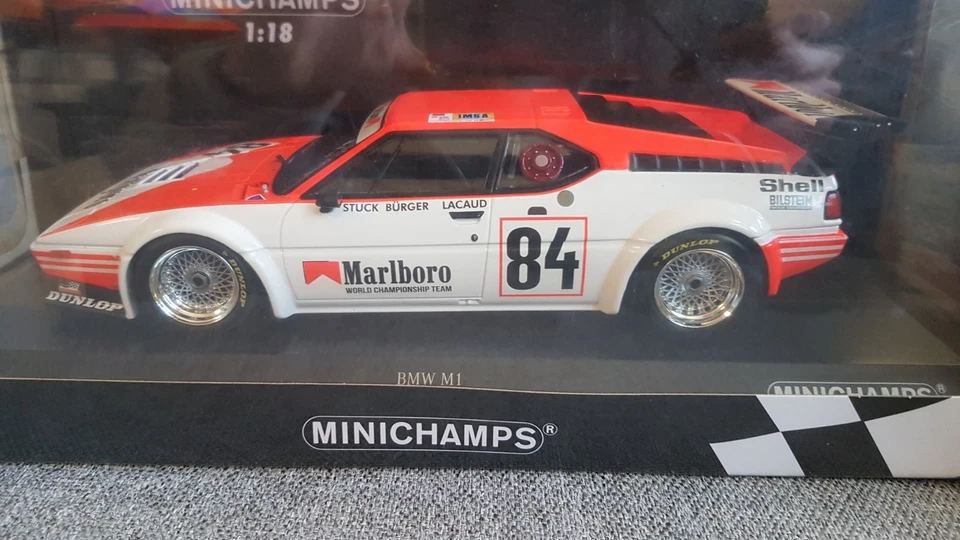 MINICHAMPS
1:18
IMSA
Marlboro
STUCK BÜRGER LACAUD
Shell
BILSTEIN
84
DUNLOP
DUNLOP
DUNLOP
Marlboro
WORLD CHAMPIONSHIP TEAM
BMW M1
MINICHAMPS®
MINICHAMPS®